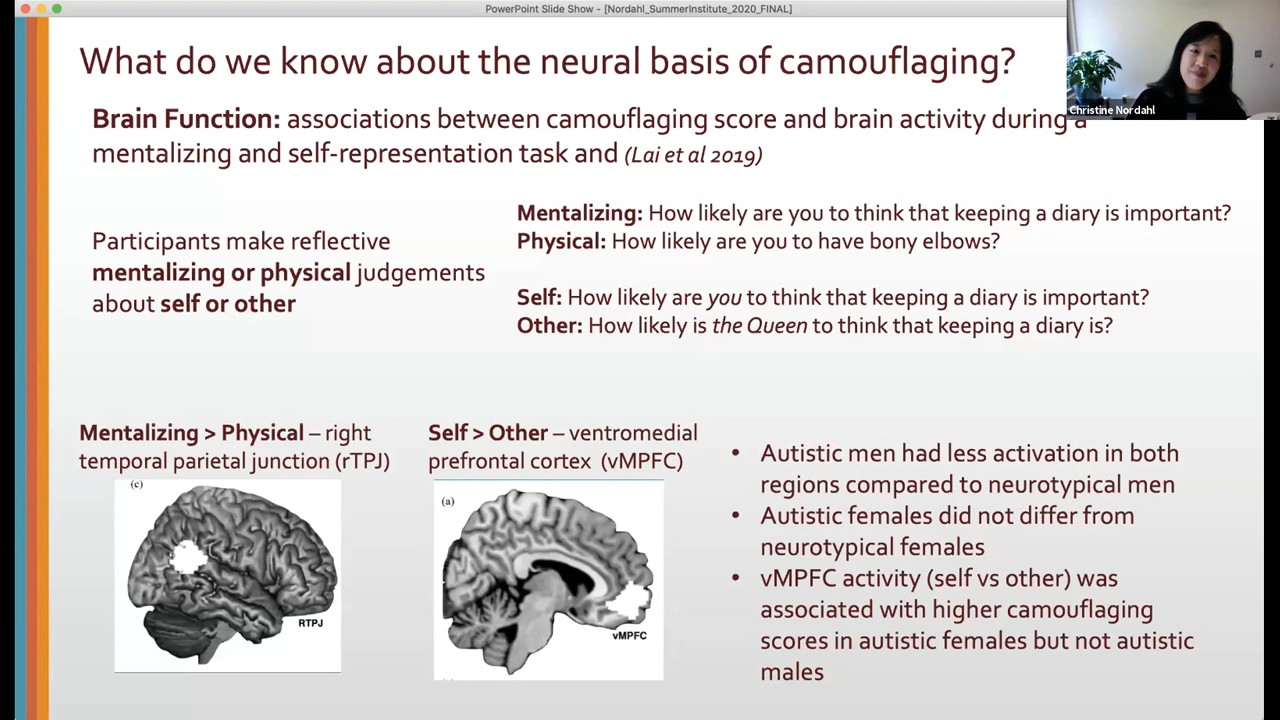 PowerPoint Slide Show - [Nordahl_SummerInstitute_2020_FINAL]
What do we know about the neural basis of camouflaging?
Christine Nordahl
Brain Function: associations between camouflaging score and brain activity during a
mentalizing and self-representation task and (Lai et al 2019)
Participants make reflective
mentalizing or physical judgements
about self or other
Mentalizing: How likely are you to think that keeping a diary is important?
Physical: How likely are you to have bony elbows?
Self: How likely are you to think that keeping a diary is important?
Other: How likely is the Queen to think that keeping a diary is?
Mentalizing > Physical – right
temporal parietal junction (rTPJ)
(c)
RTPJ
Self > Other – ventromedial
prefrontal cortex (vMPFC)
(a)
vMPFC
• Autistic men had less activation in both
regions compared to neurotypical men
• Autistic females did not differ from
neurotypical females
• vMPFC activity (self vs other) was
associated with higher camouflaging
scores in autistic females but not autistic
males